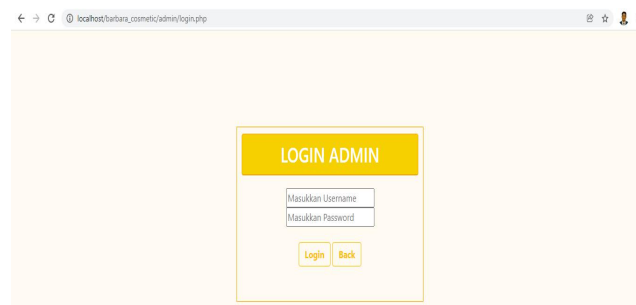 localhost/barbara_cosmetic/admin/login.php
LOGIN ADMIN
Masukkan Username
Masukkan Password
Login Back